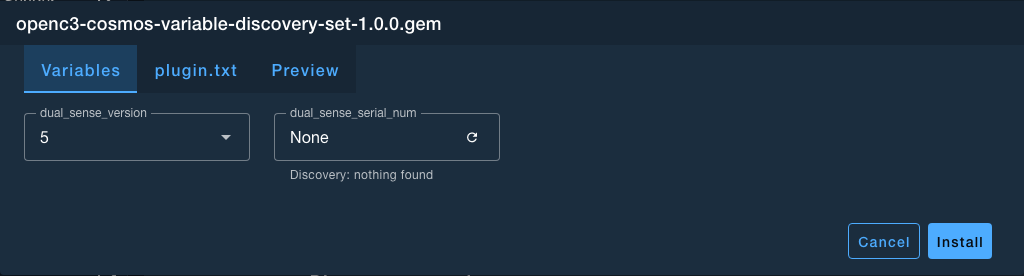 openc3-cosmos-variable-discovery-set-1.0.0.gem
Variables plugin.txt Preview
dual_sense_version dual_sense_serial_num
5 None
Discovery: nothing found
Cancel Install